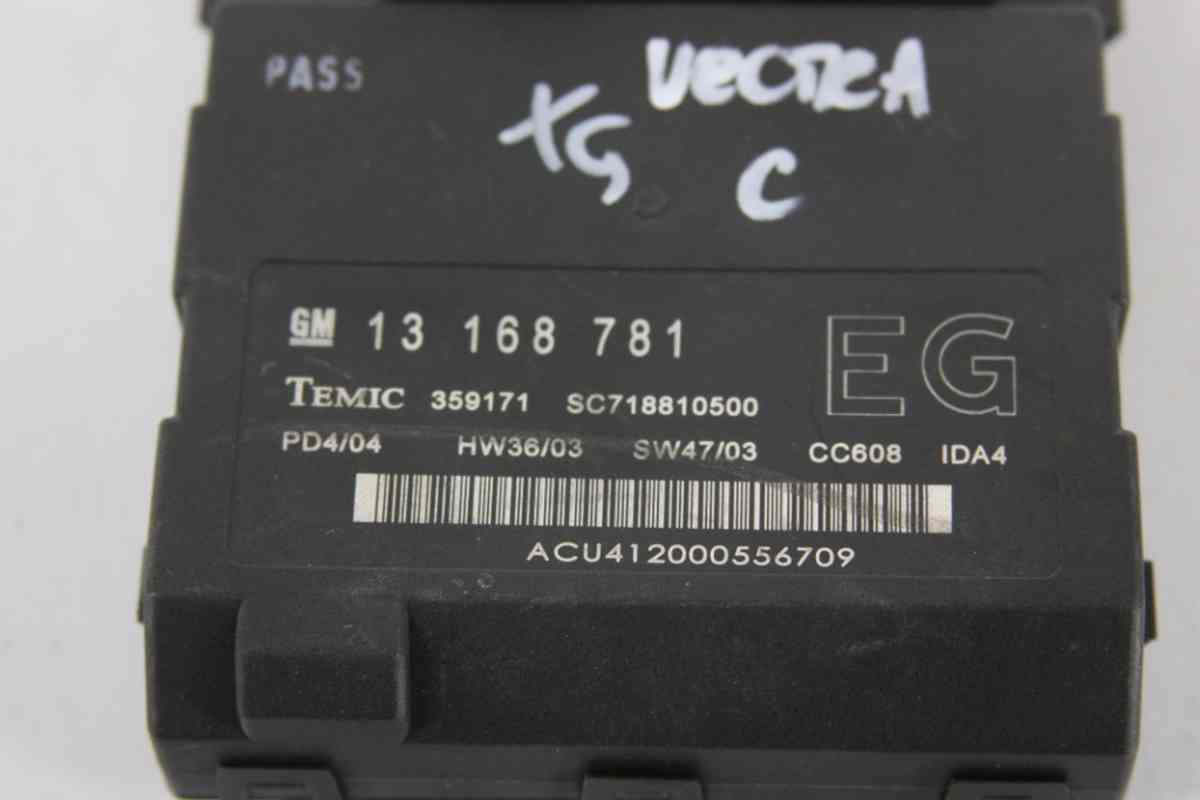 PASS
VECTRA
XG
C
GM 13 168 781
EG
TEMIC 359171 SC718810500
PD4/04 HW36/03 SW47/03 CC608 IDA4
ACU412000556709